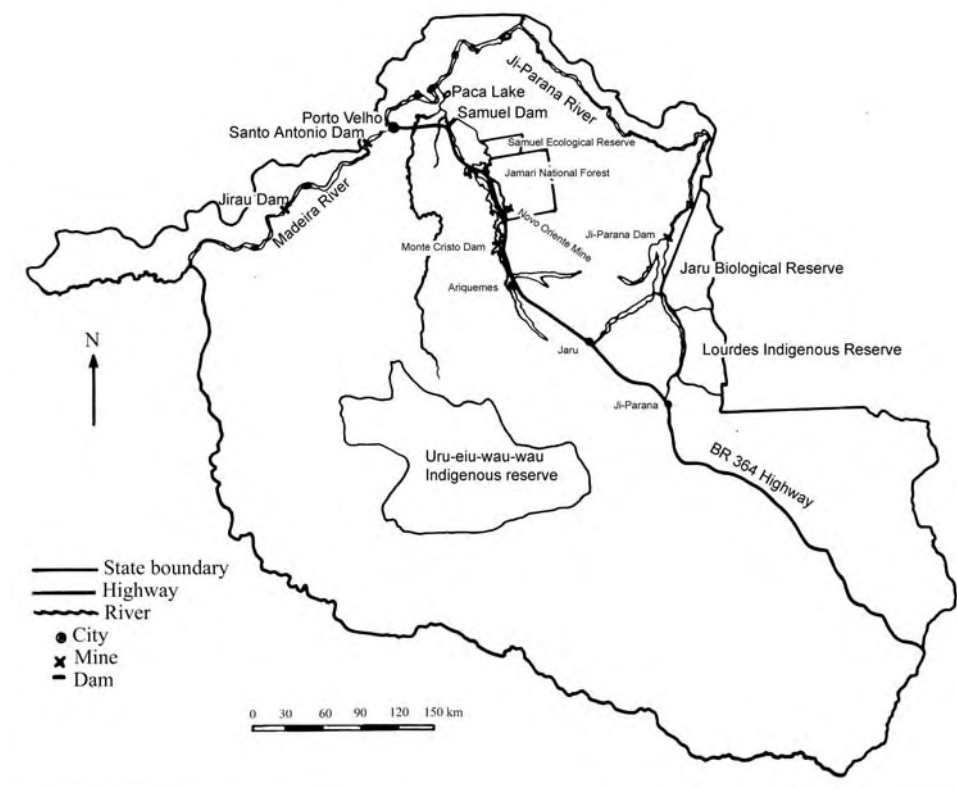 Ji-Parana River
Paca Lake
Porto Velho
Samuel Dam
Santo Antonio Dam
Samuel Ecological Reserve
Jamari National Forest
Jirau Dam
Madeira River
Novo Oriente Mine
Ji-Parana Dam
Monte Cristo Dam
Jaru Biological Reserve
Ariquemes
N
Jaru
Lourdes Indigenous Reserve
Ji-Parana
Uru-eiu-wau-wau
Indigenous reserve
BR 364 Highway
State boundary
Highway
River
City
Mine
Dam
0 30 60 90 120 150 km